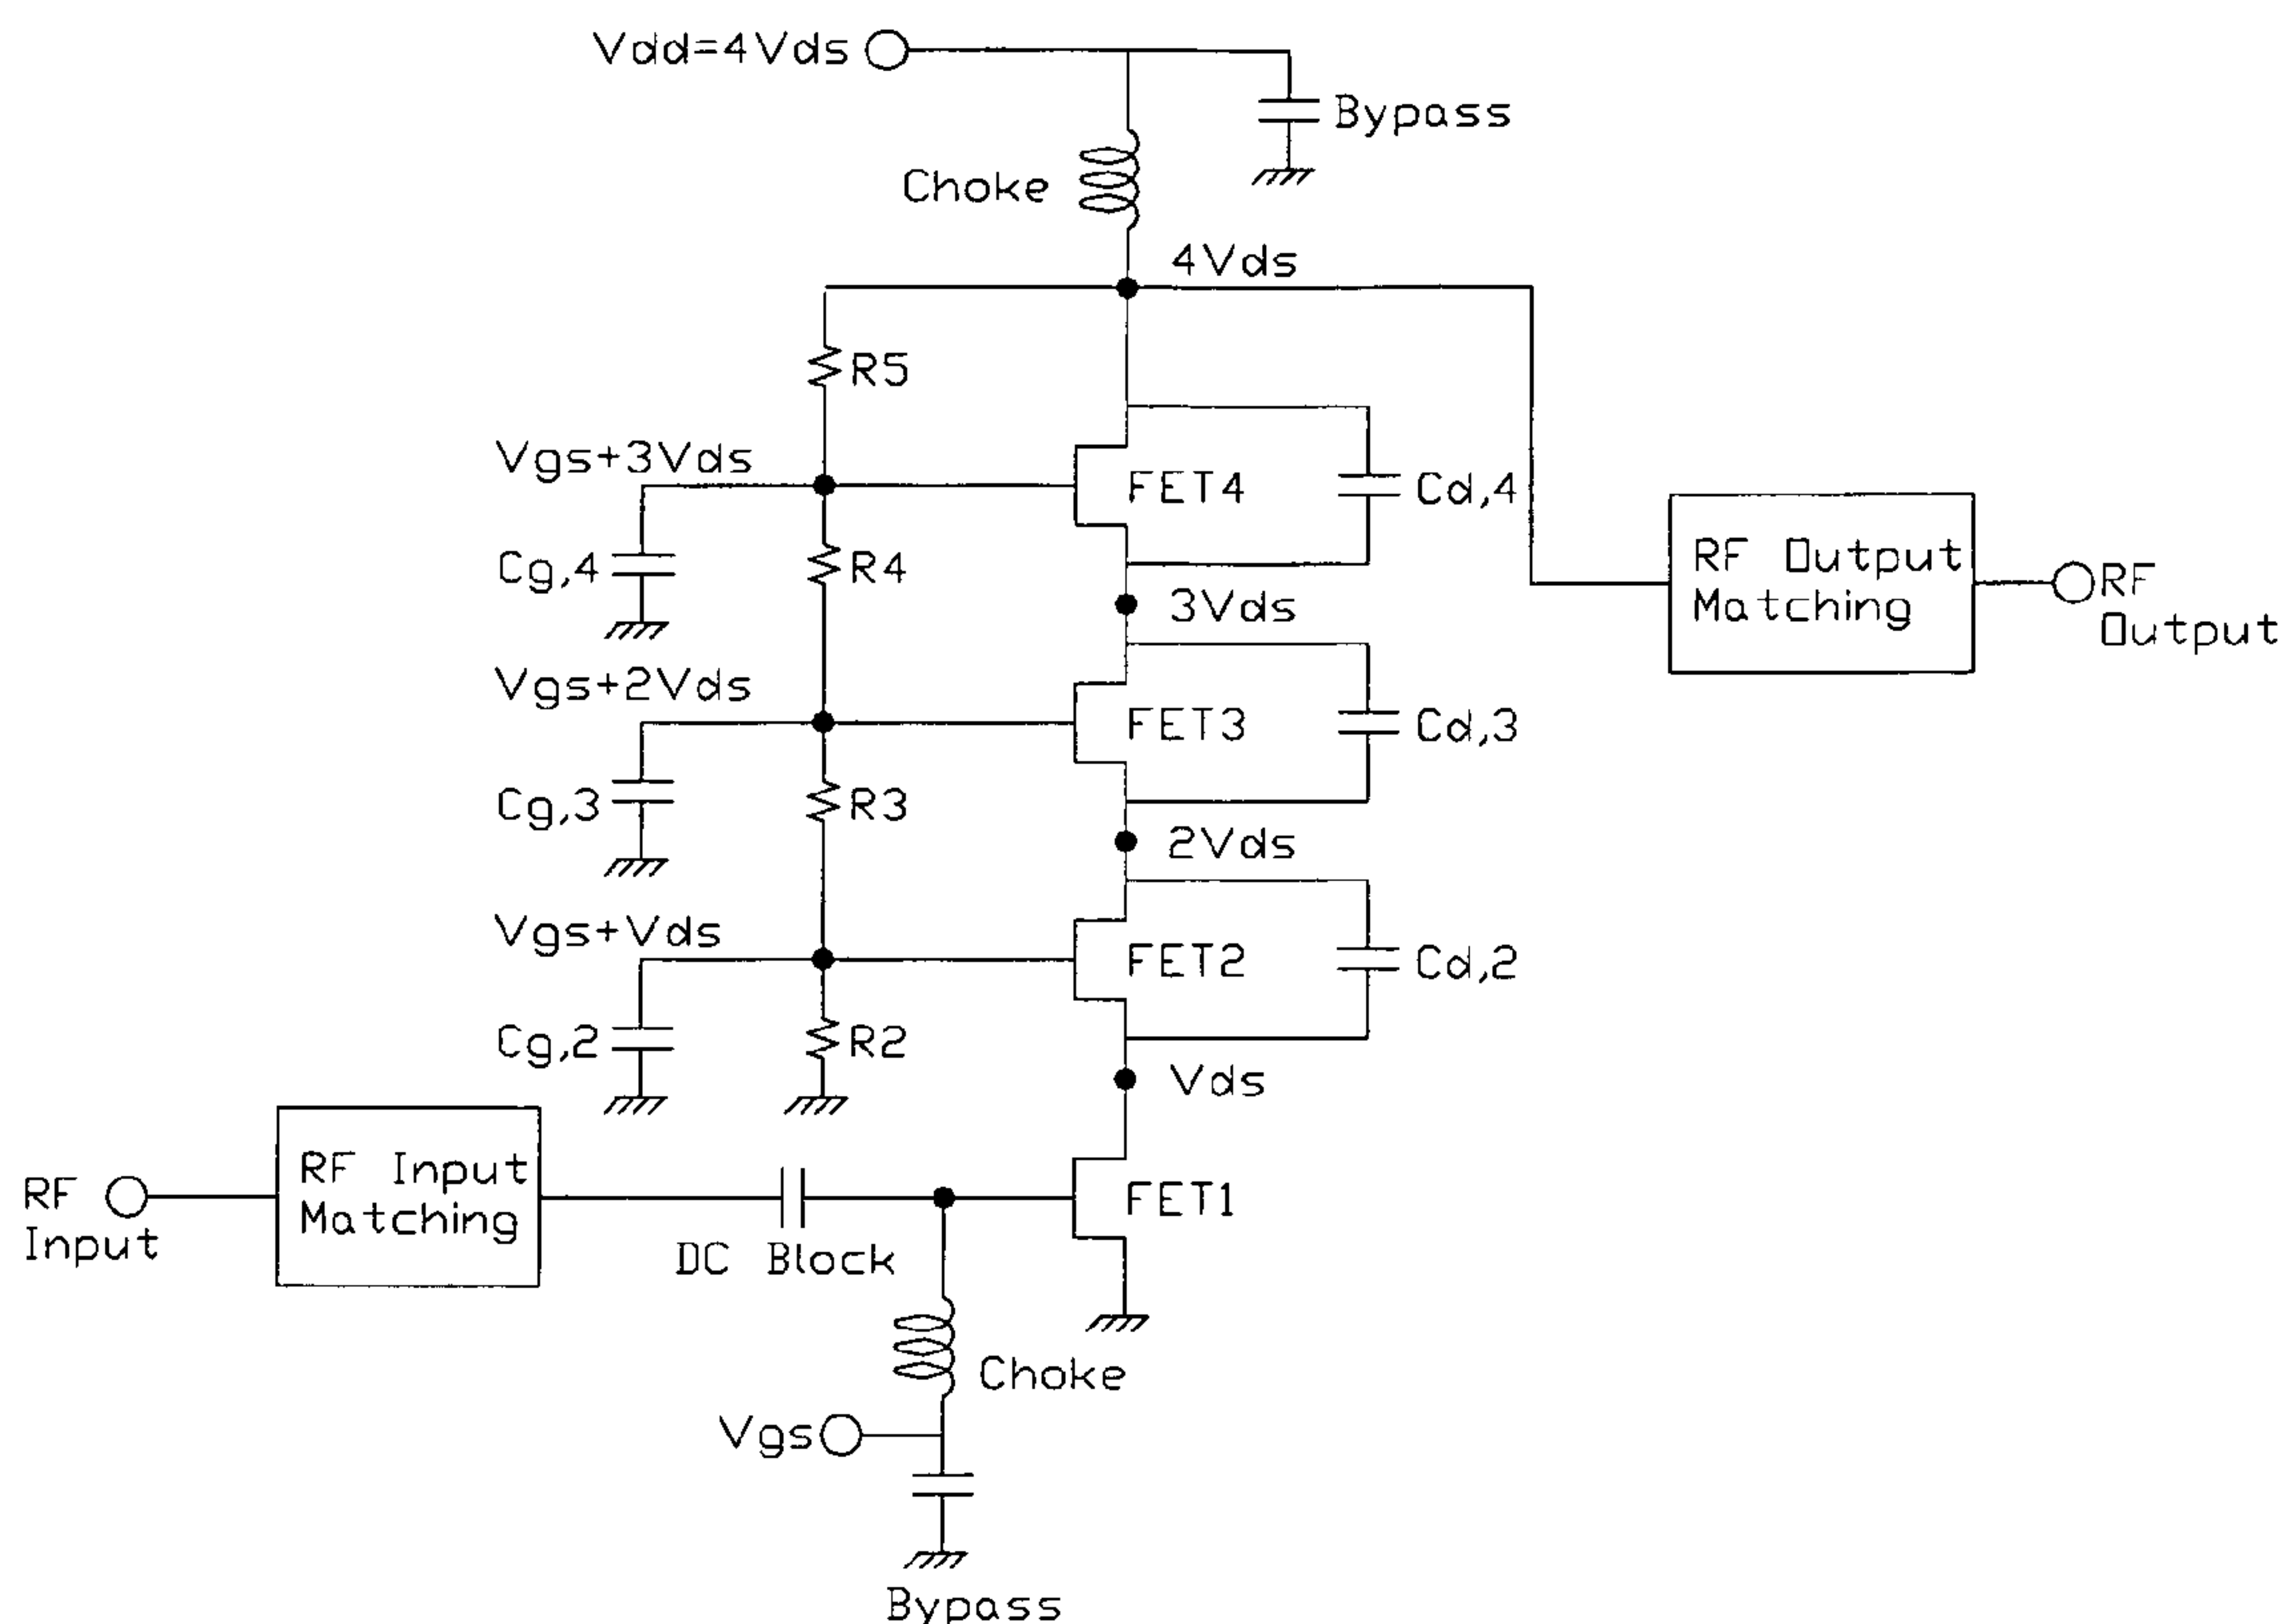 Vdd=4Vds
Bypass
Choke
4Vds
R5
Vgs+3Vds
FET4
Cd,4
Cg,4
R4
RF Output
Matching
RF
Output
3Vds
Vgs+2Vds
FET3
Cd,3
Cg,3
R3
2Vds
Vgs+Vds
FET2
Cd,2
Cg,2
R2
Vds
RF
Input
RF Input
Matching
DC Block
FET1
Choke
Vgs
Bypass